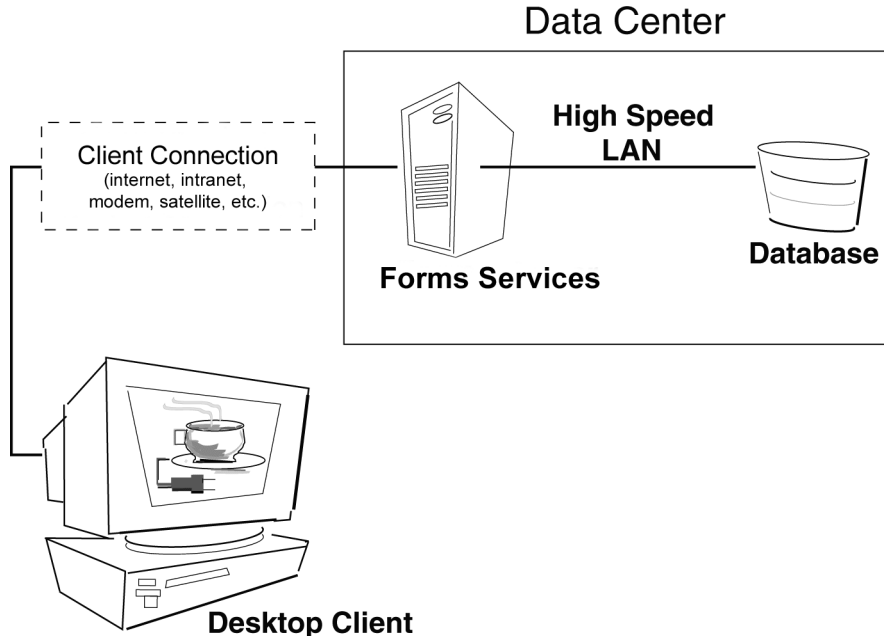 Data Center
High Speed
LAN
Client Connection
(internet, intranet,
modem, satellite, etc.)
Database
Forms Services
Desktop Client